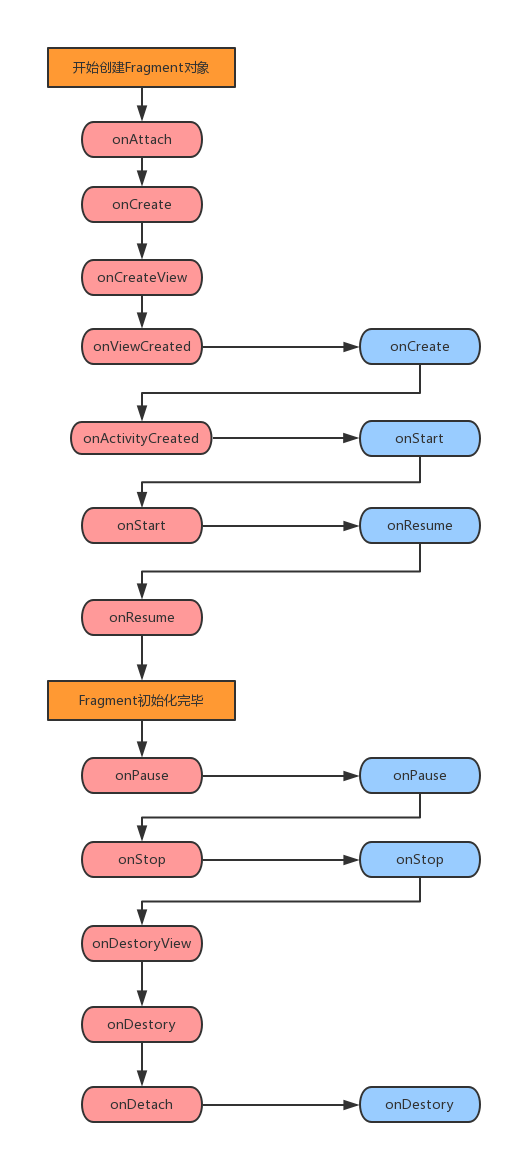 开始创建Fragment对象
onAttach
onCreate
onCreateView
onViewCreated
onCreate
onActivityCreated
onStart
onStart
onResume
onResume
Fragment初始化完毕
onPause
onPause
onStop
onStop
onDestoryView
onDestory
onDetach
onDestory